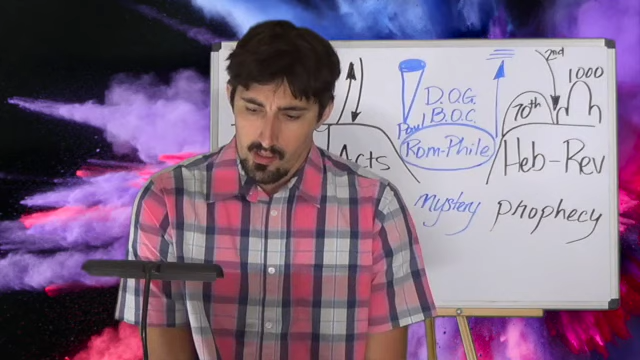 2nd
1000
D.O.G.
B.O.C.
70th
Paul
Acts
Rom-Phile
Heb-Rev
Mystery
prophecy